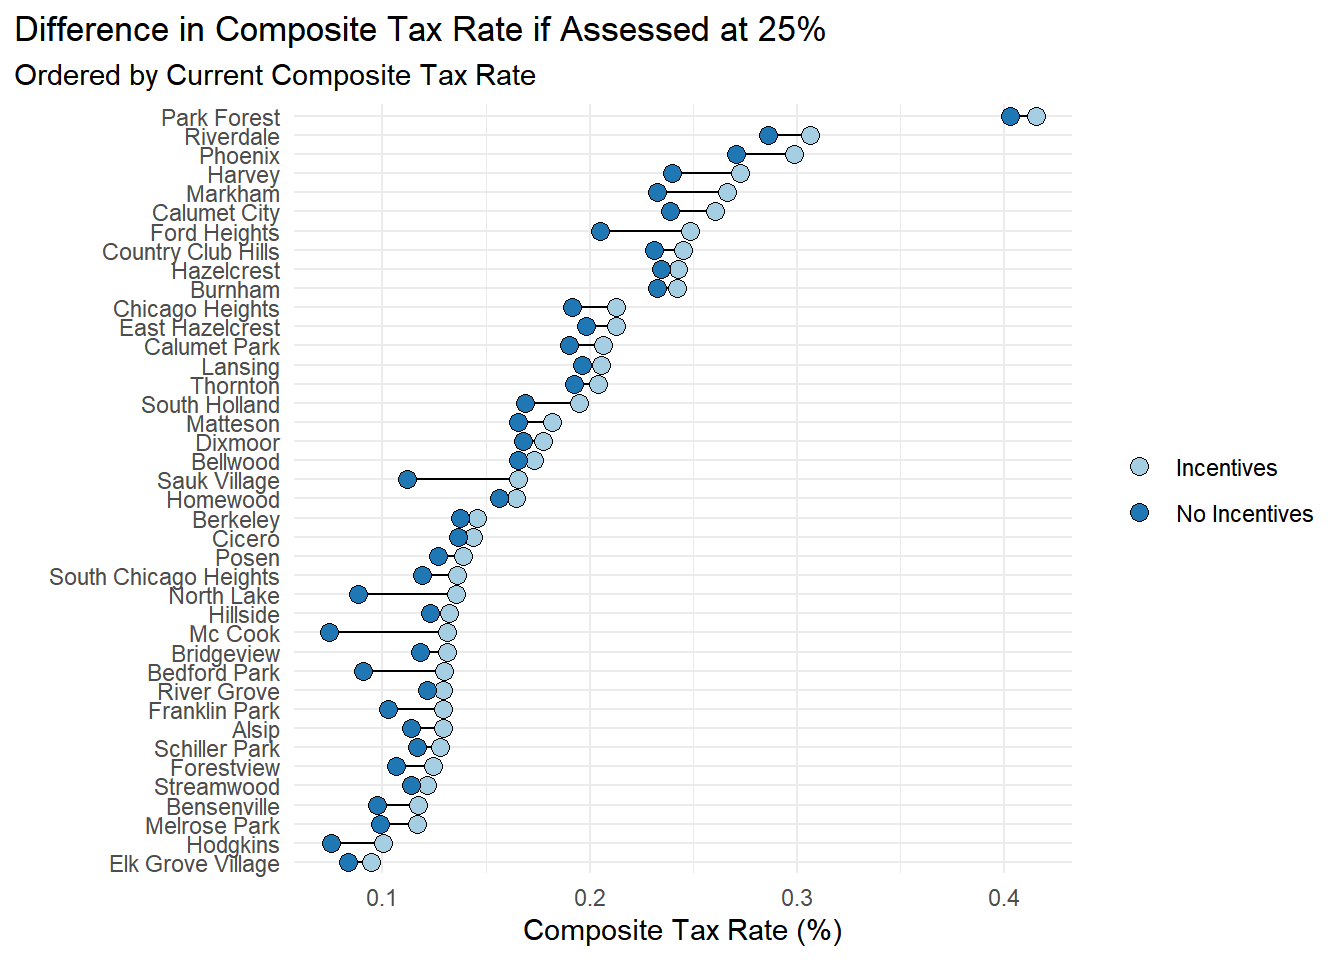 Difference in Composite Tax Rate if Assessed at 25%
Ordered by Current Composite Tax Rate
Park Forest
Riverdale
Phoenix
Harvey
Markham
Calumet City
Ford Heights
Country Club Hills
Hazelcrest
Burnham
Chicago Heights
East Hazelcrest
Calumet Park
Lansing
Thornton
South Holland
Matteson
Dixmoor
Bellwood
Sauk Village
Homewood
Berkeley
Cicero
Posen
South Chicago Heights
North Lake
Hillside
Mc Cook
Bridgeview
Bedford Park
River Grove
Franklin Park
Alsip
Schiller Park
Forestview
Streamwood
Bensenville
Melrose Park
Hodgkins
Elk Grove Village
0.1 0.2 0.3 0.4
Composite Tax Rate (%)
Incentives
No Incentives